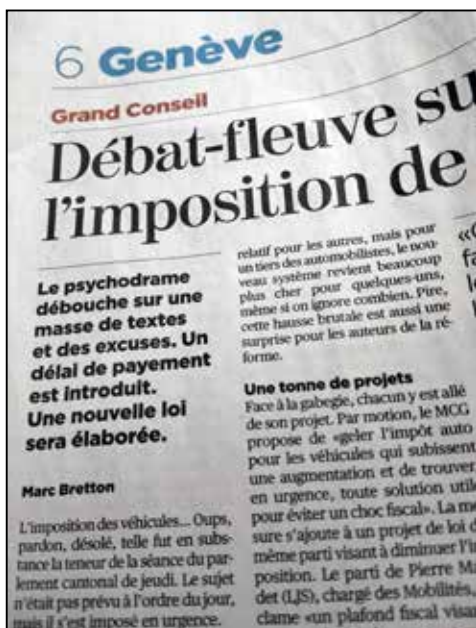 6 Genève
Grand Conseil
Débat-fleuve su
l'imposition de
Le psychodrame
débouche sur une
masse de textes
et des excuses. Un
délai de payement
est introduit.
Une nouvelle loi
sera élaborée.
Marc Bretton
L'imposition des véhicules... Oups,
pardon, désolé, telle fut en subs-
tance la teneur de la séance du par-
lement cantonal de jeudi. Le sujet
n'était pas prévu à l'ordre du jour,
mais il s'est imposé en urgence.
relatif pour les autres, mais pour
un tiers des automobilistes, le nou-
veau système revient beaucoup
plus cher pour quelques-uns,
même si on ignore combien. Pire,
cette hausse brutale est aussi une
surprise pour les auteurs de la ré-
forme.
Une tonne de projets
Face à la gabegie, chacun y est allé
de son projet. Par motion, le MCG
propose de «geler l'impôt auto
pour les véhicules qui subissent
une augmentation et de trouver
en urgence, toute solution utile
pour éviter un choc fiscal». La me
sure s'ajoute à un projet de loi d
même parti visant à diminuer l'i
position. Le parti de Pierre Ma
det (LJS), chargé des Mobilités,
clame «un plafond fiscal visa